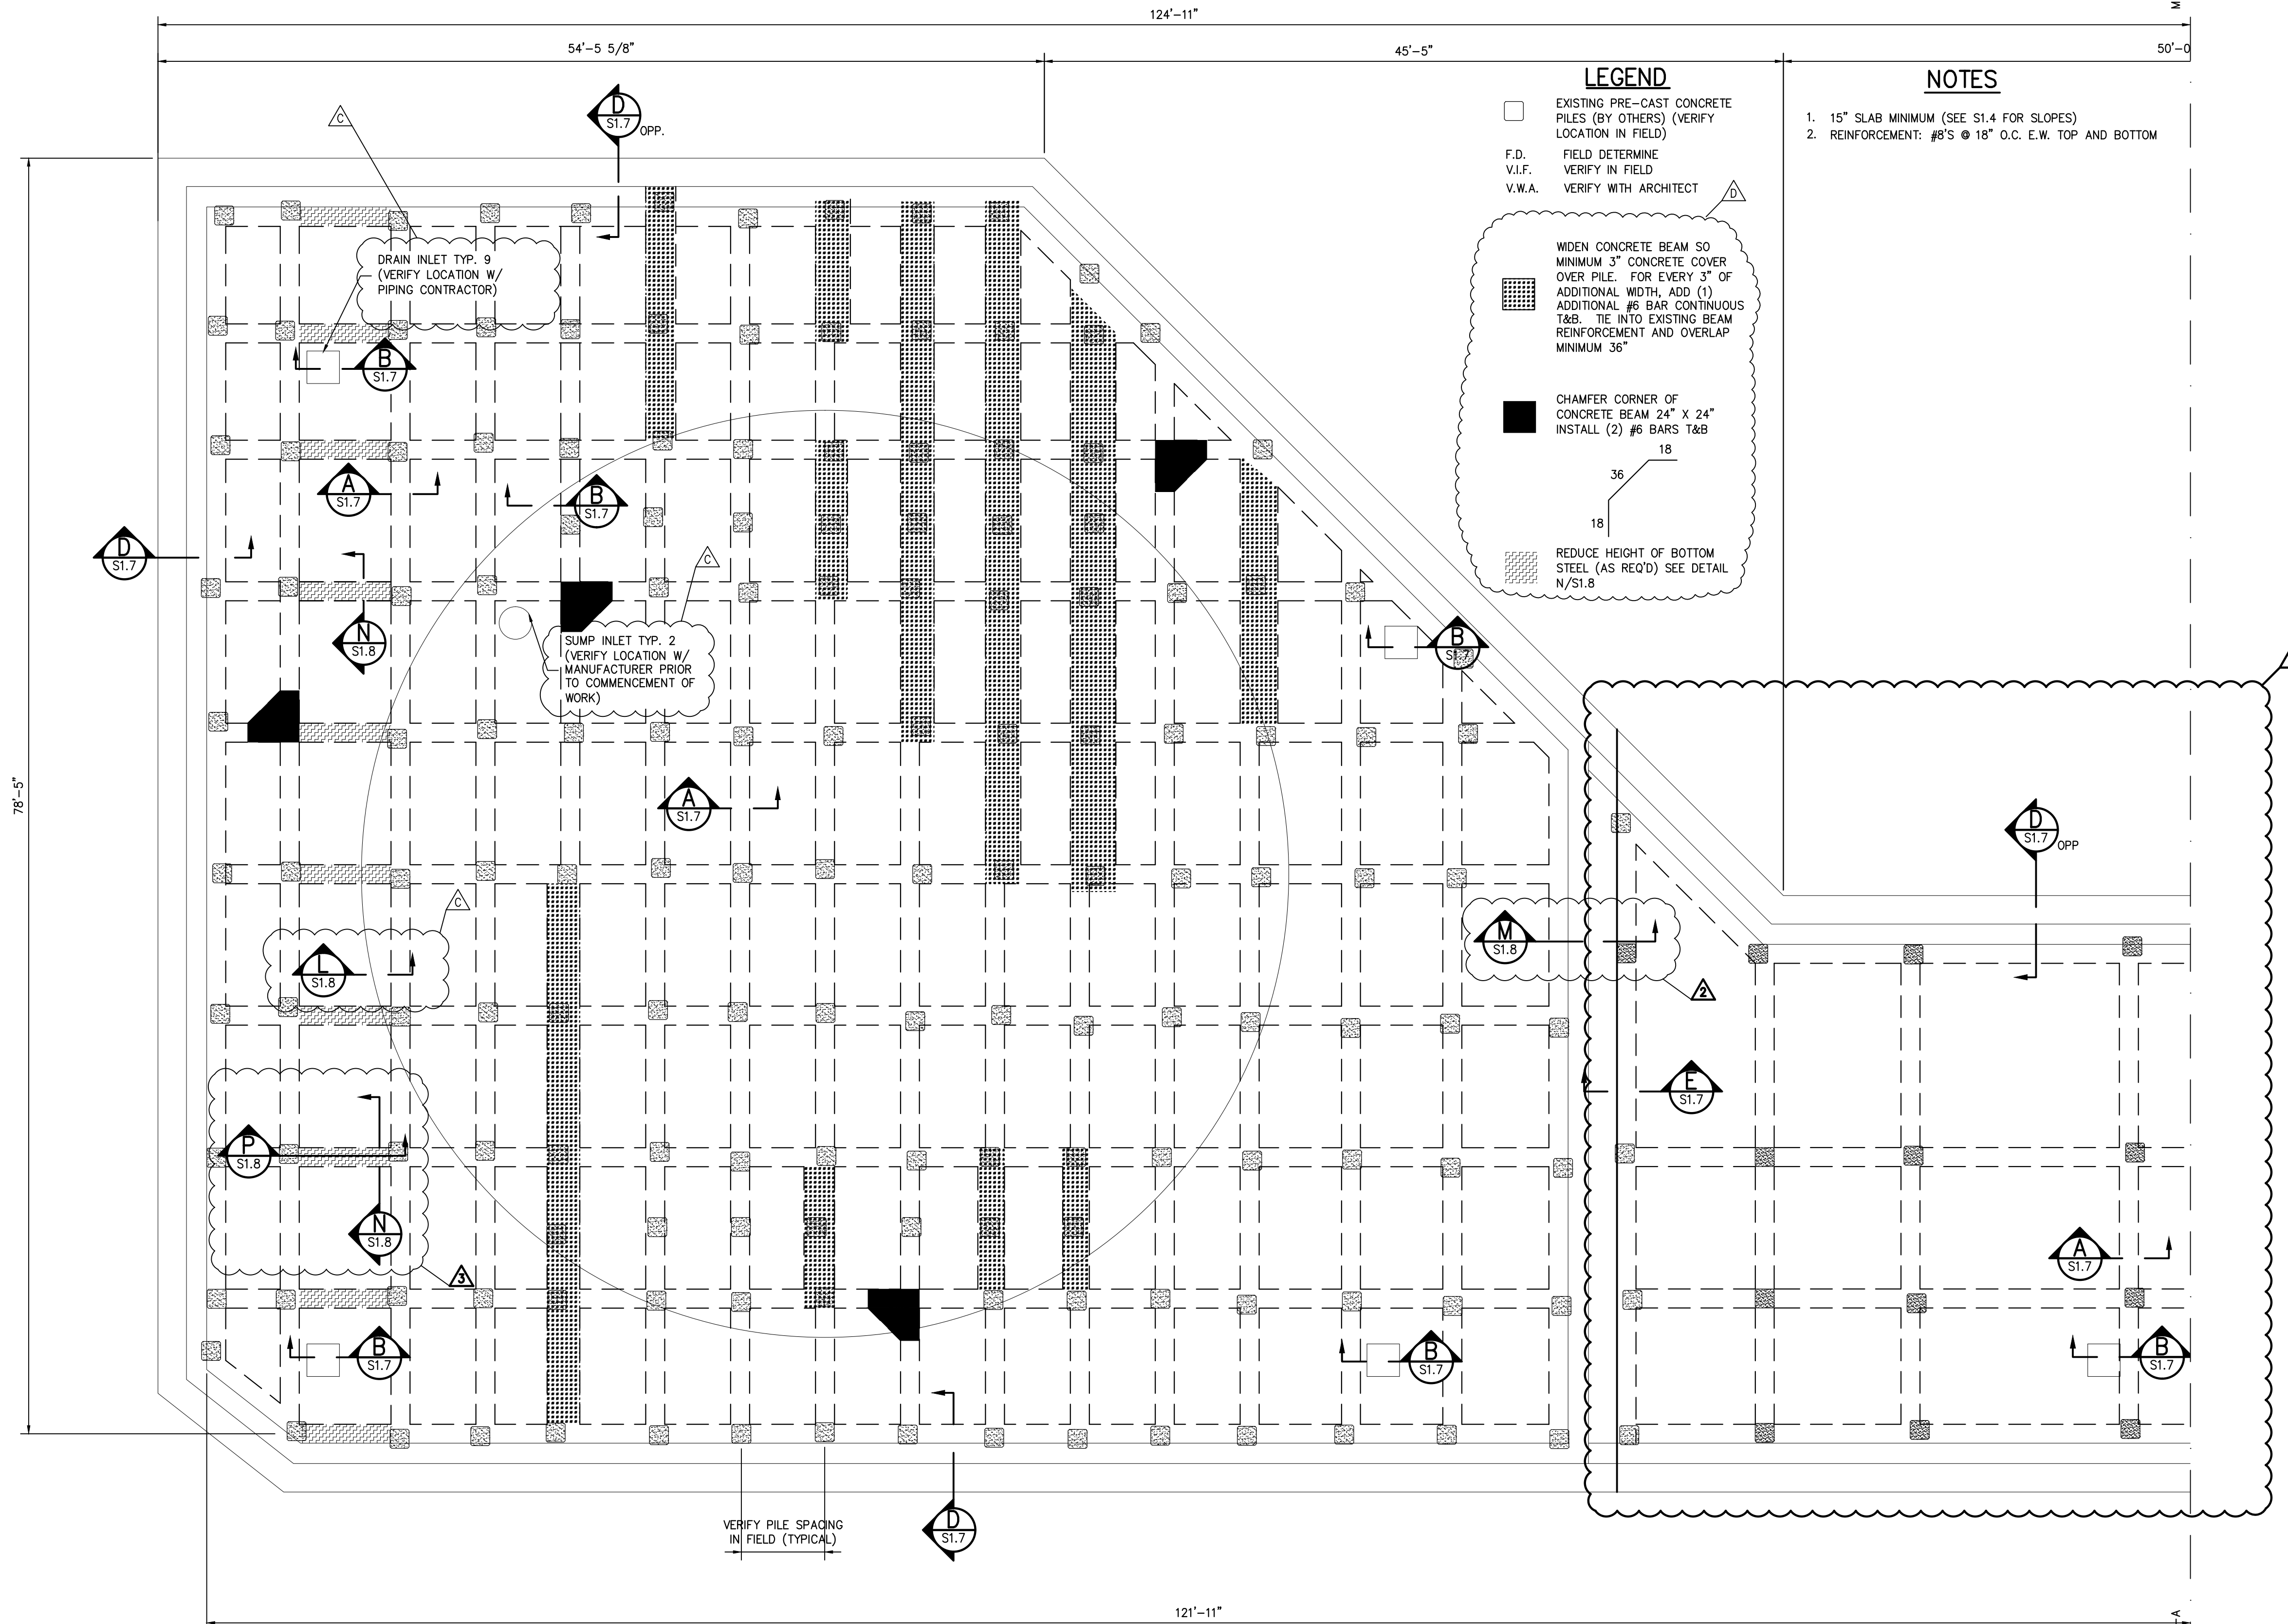 124'-11"
54'-5 5/8"
45'-5"
50'-0
M
LEGEND
EXISTING PRE-CAST CONCRETE
PILES (BY OTHERS) (VERIFY
LOCATION IN FIELD)
F.D. FIELD DETERMINE
V.I.F. VERIFY IN FIELD
V.W.A. VERIFY WITH ARCHITECT
D
WIDEN CONCRETE BEAM SO
MINIMUM 3" CONCRETE COVER
OVER PILE. FOR EVERY 3" OF
ADDITIONAL WIDTH, ADD (1)
ADDITIONAL #6 BAR CONTINUOUS
T&B. TIE INTO EXISTING BEAM
REINFORCEMENT AND OVERLAP
MINIMUM 36"
CHAMFER CORNER OF
CONCRETE BEAM 24" X 24"
INSTALL (2) #6 BARS T&B
18
36
18
REDUCE HEIGHT OF BOTTOM
STEEL (AS REQ'D) SEE DETAIL
N/S1.8
NOTES
1. 15" SLAB MINIMUM (SEE S1.4 FOR SLOPES)
2. REINFORCEMENT: #8'S @ 18" O.C. E.W. TOP AND BOTTOM
C
D
S1.7
OPP.
DRAIN INLET TYP. 9
(VERIFY LOCATION W/
PIPING CONTRACTOR)
B
S1.7
A
S1.7
B
S1.7
D
S1.7
C
N
S1.8
SUMP INLET TYP. 2
(VERIFY LOCATION W/
MANUFACTURER PRIOR
TO COMMENCEMENT OF
WORK)
B
S1.7
78'-5"
A
S1.7
D
S1.7
OPP
C
L
S1.8
M
S1.8
2
E
S1.7
P
S1.8
N
S1.8
3
A
S1.7
B
S1.7
B
S1.7
B
S1.7
VERIFY PILE SPACING
IN FIELD (TYPICAL)
D
S1.7
121'-11"
-A